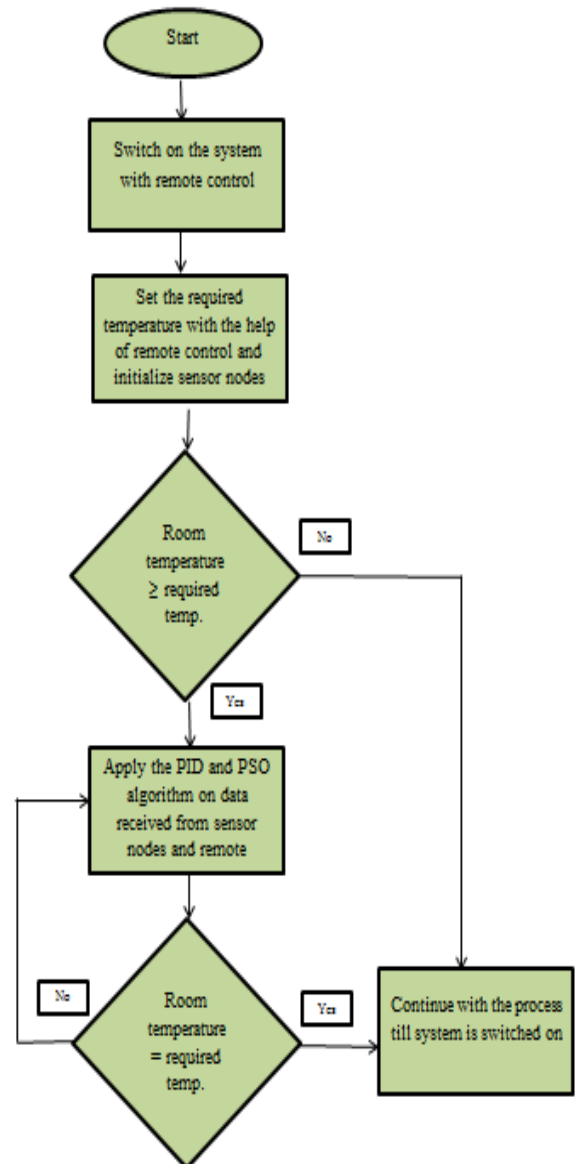 Start
Switch on the system
with remote control
Set the required
temperature with the help
of remote control and
initialize sensor nodes
Room
temperature
≥ required
temp.
No
Yes
Apply the PID and PSO
algorithm on data
received from sensor
nodes and remote
No
Room
temperature
= required
temp.
Yes
Continue with the process
till system is switched on